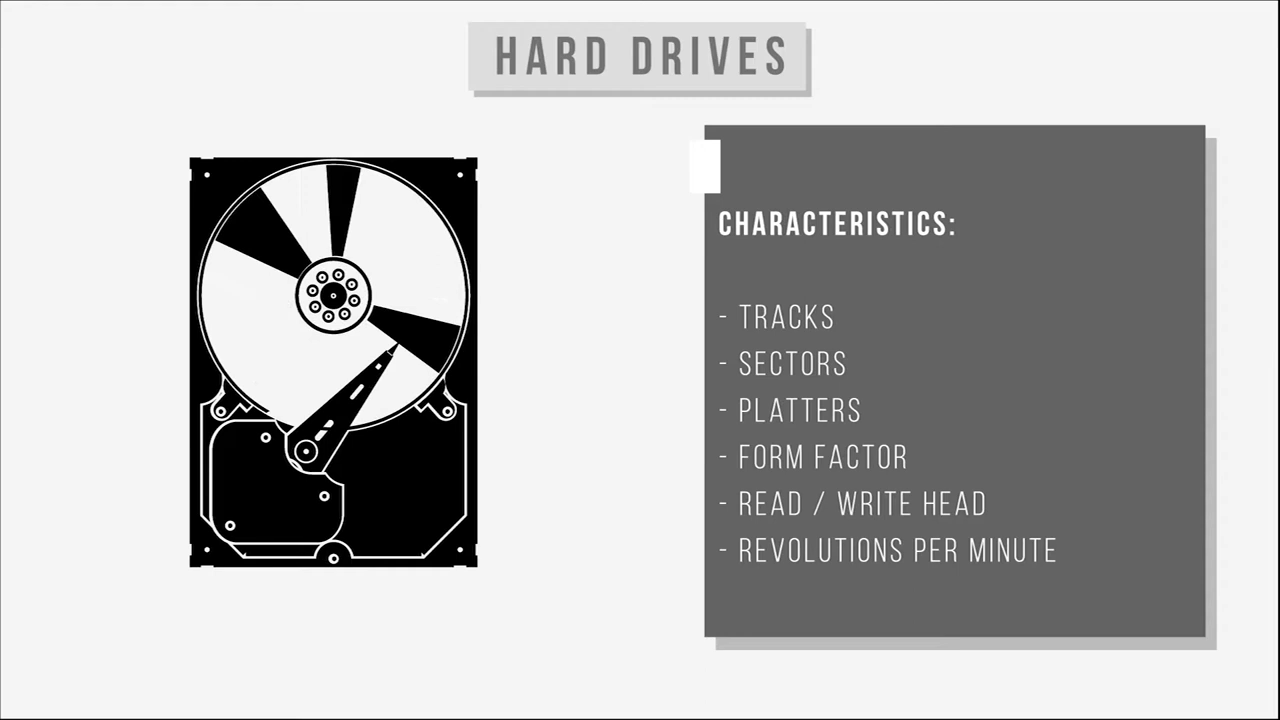 HARD DRIVES
CHARACTERISTICS:
- TRACKS
- SECTORS
- PLATTERS
- FORM FACTOR
- READ / WRITE HEAD
- REVOLUTIONS PER MINUTE